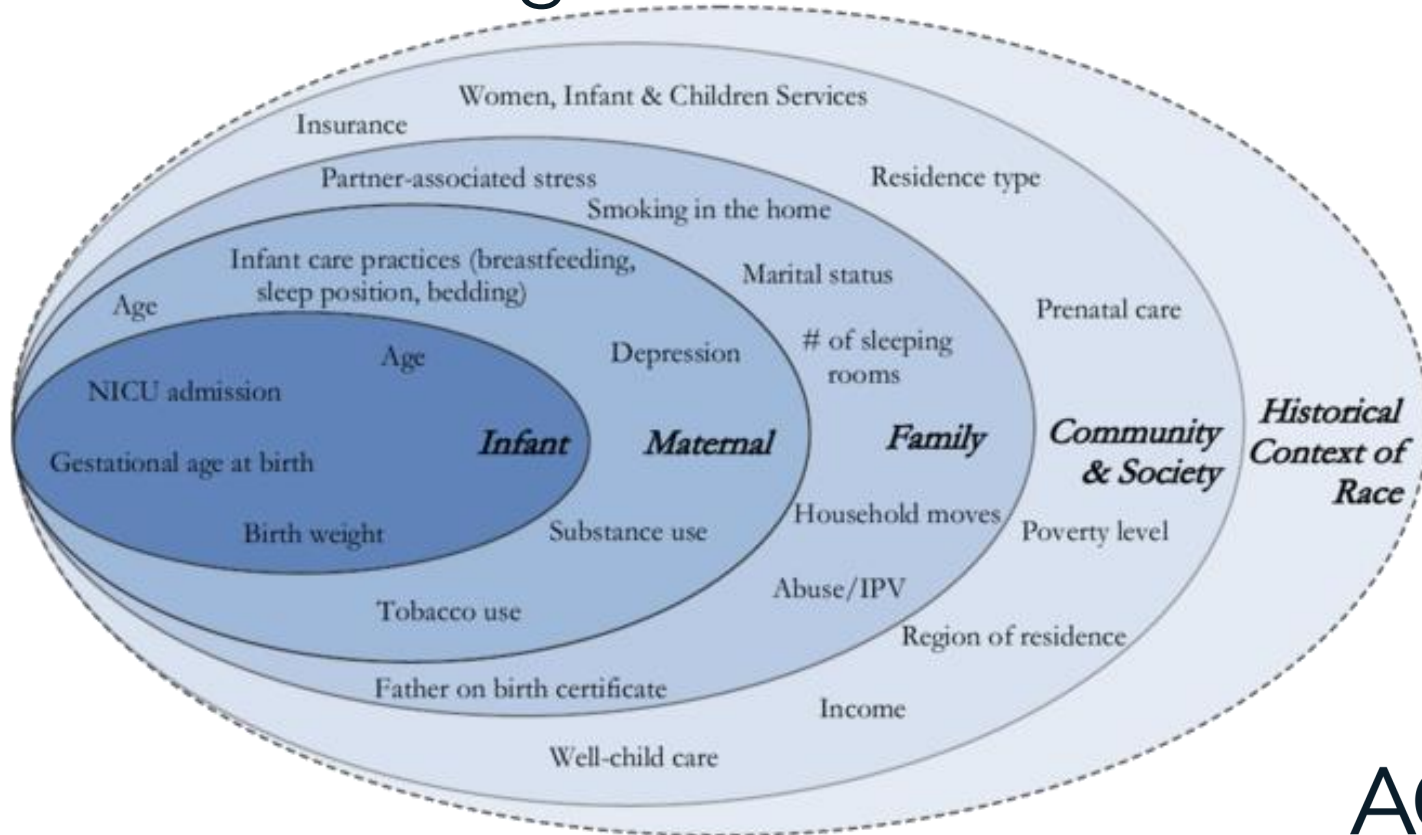 Women, Infant & Children Services
Insurance
Partner-associated stress
Residence type
Smoking in the home
Infant care practices (breastfeeding,
sleep position, bedding)
Marital status
Age
Prenatal care
# of sleeping
rooms
Depression
Age
NICU admission
Infant
Maternal
Family
Community
& Society
Historical
Context of
Race
Gestational age at birth
Household moves
Birth weight
Substance use
Poverty level
Abuse/IPV
Tobacco use
Region of residence
Father on birth certificate
Income
Well-child care